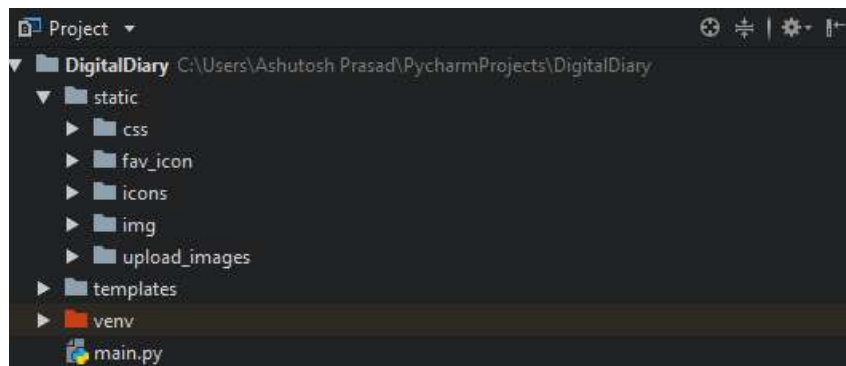 Project
DigitalDiary C:\Users\Ashutosh Prasad\PycharmProjects\DigitalDiary
static
css
fav_icon
icons
img
upload_images
templates
venv
main.py